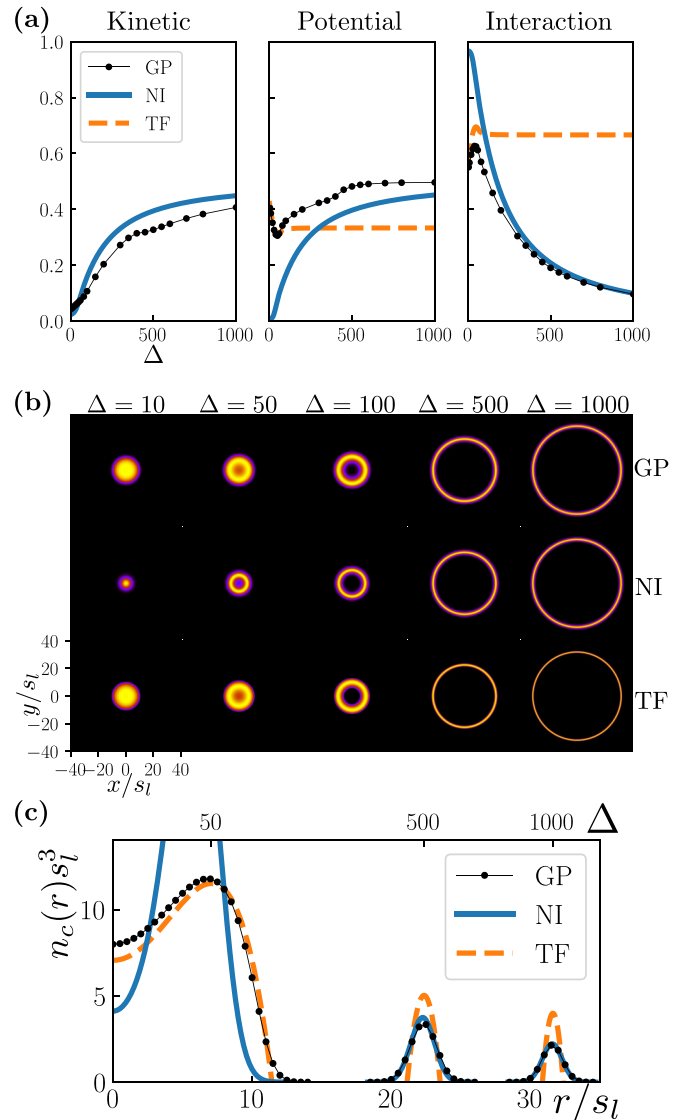 (a) Kinetic Potential Interaction
1.0
0.8
0.6
0.4
0.2
0.0
GP
NI
TF
0 500 1000 0 500 1000 0 500 1000
Δ
(b) Δ = 10 Δ = 50 Δ = 100 Δ = 500 Δ = 1000
GP
NI
TF
40
20
0
−20
−40
y/s_l
−40 −20 0 20 40
x/s_l
(c) 50 500 1000 Δ
n_c(r)s_l^3
10
5
0
GP
NI
TF
0 10 20 30 r/s_l